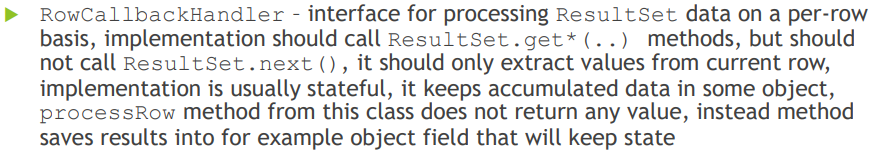 RowCallbackHandler - interface for processing ResultSet data on a per-row
basis, implementation should call ResultSet.get*(..) methods, but should
not call ResultSet.next(), it should only extract values from current row,
implementation is usually stateful, it keeps accumulated data in some object,
processRow method from this class does not return any value, instead method
saves results into for example object field that will keep state